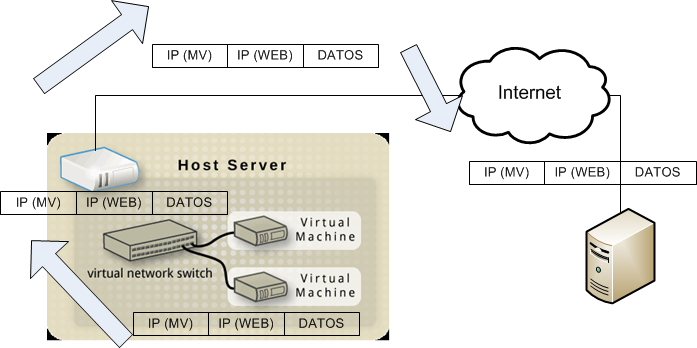 IP (MV) IP (WEB) DATOS
Internet
Host Server
IP (MV) IP (WEB) DATOS
IP (MV) IP (WEB) DATOS
Virtual
Machine
virtual network switch
Virtual
Machine
IP (MV) IP (WEB) DATOS